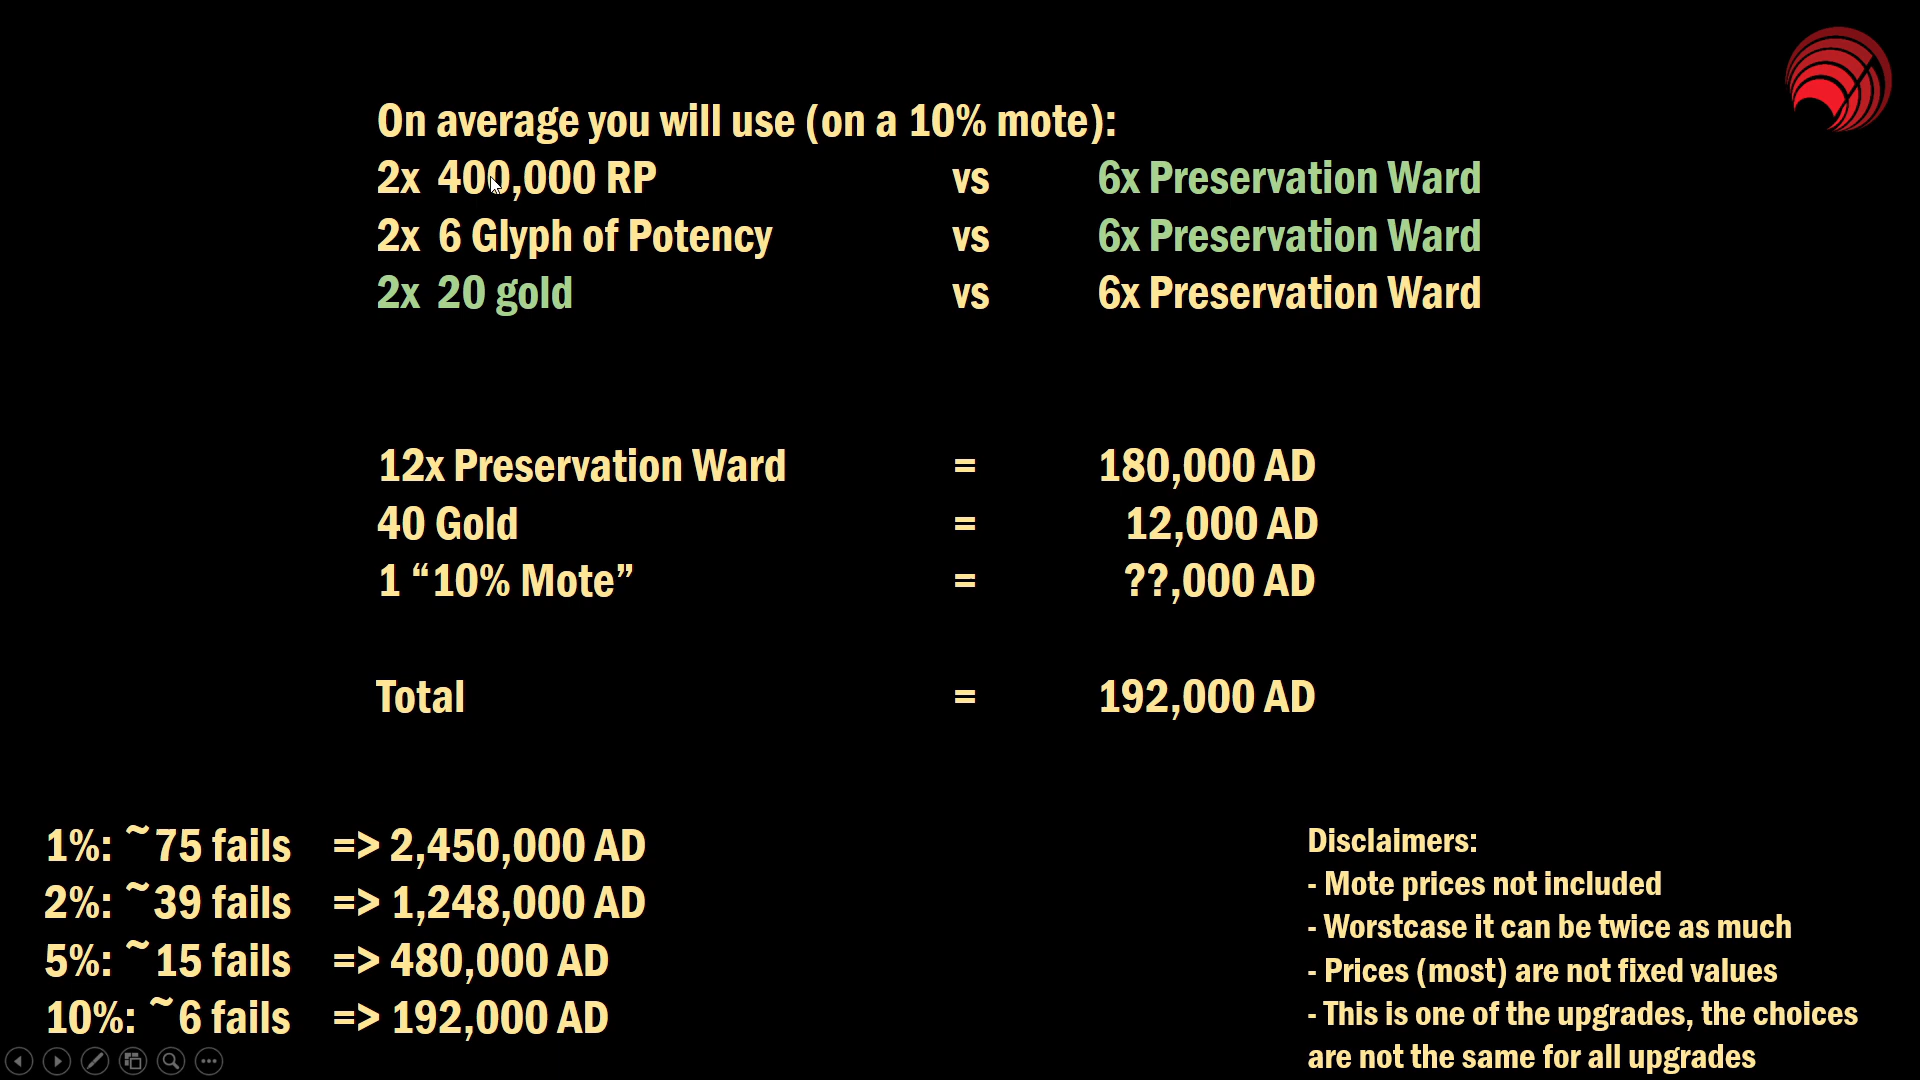 On average you will use (on a 10% mote):
2x 400,000 RP vs 6x Preservation Ward
2x 6 Glyph of Potency vs 6x Preservation Ward
2x 20 gold vs 6x Preservation Ward
12x Preservation Ward = 180,000 AD
40 Gold = 12,000 AD
1 “10% Mote” = ??,000 AD
Total = 192,000 AD
1%: ~75 fails => 2,450,000 AD
2%: ~39 fails => 1,248,000 AD
5%: ~15 fails => 480,000 AD
10%: ~6 fails => 192,000 AD
Disclaimers:
- Mote prices not included
- Worstcase it can be twice as much
- Prices (most) are not fixed values
- This is one of the upgrades, the choices
are not the same for all upgrades